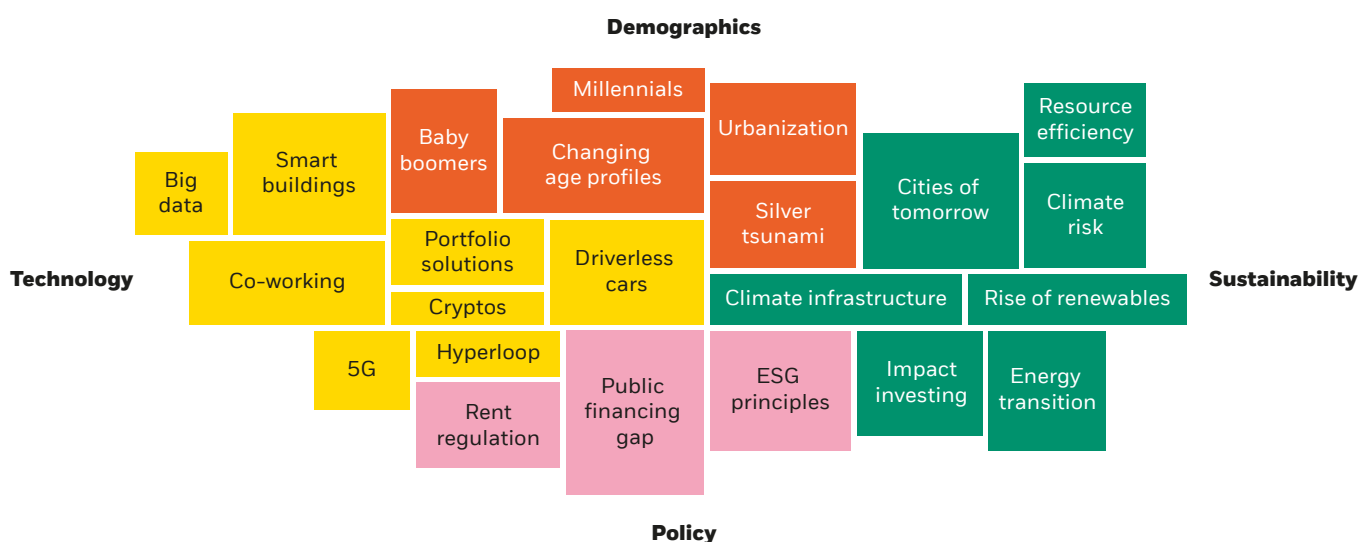 Demographics
Millennials
Baby
boomers
Changing
age profiles
Urbanization
Silver
tsunami
Technology
Big
data
Smart
buildings
Co-working
Portfolio
solutions
Cryptos
Driverless
cars
5G
Hyperloop
Rent
regulation
Public
financing
gap
ESG
principles
Cities of
tomorrow
Resource
efficiency
Climate
risk
Climate infrastructure
Rise of renewables
Impact
investing
Energy
transition
Sustainability
Policy